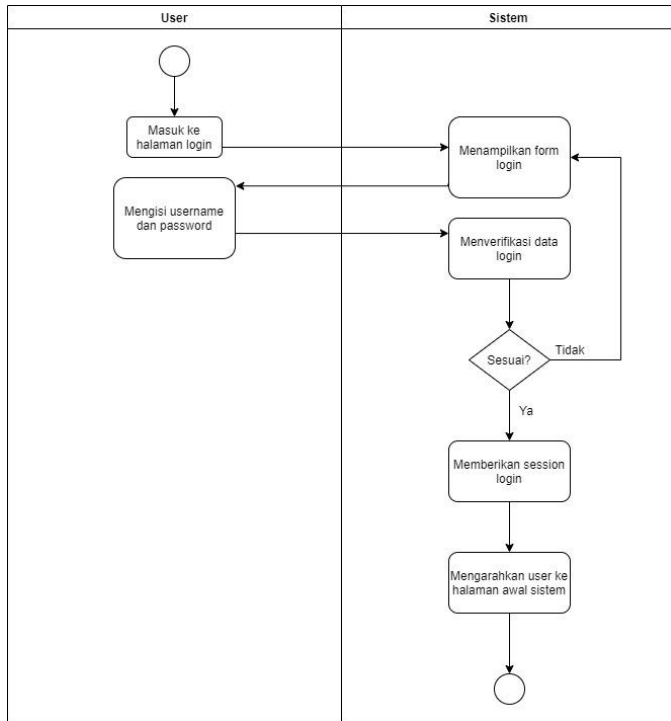 User
Sistem
Masuk ke
halaman login
Menampilkan form
login
Mengisi username
dan password
Menverifikasi data
login
Sesuai?
Tidak
Ya
Memberikan session
login
Mengarahkan user ke
halaman awal sistem